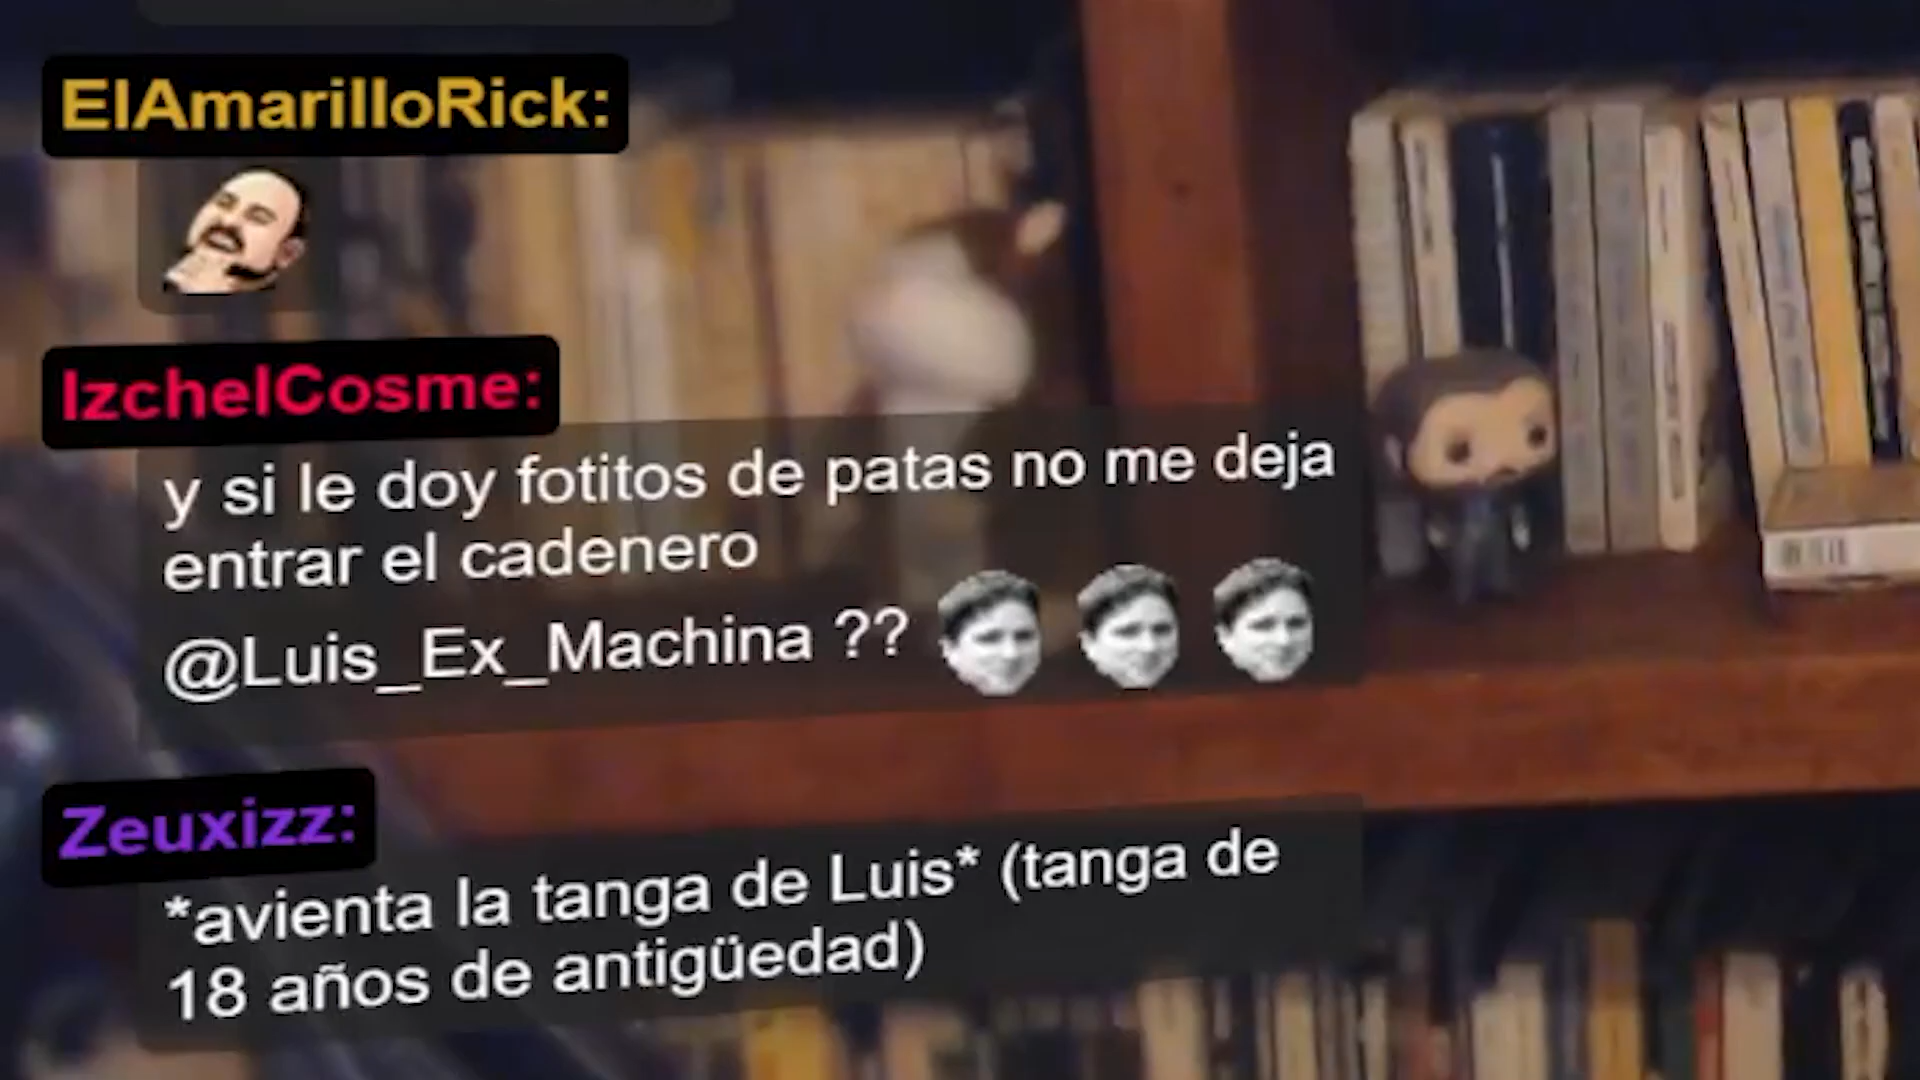 ElAmarilloRick:
IzchelCosme:
y si le doy fotitos de patas no me deja
entrar el cadenero
@Luis_Ex_Machina ??
Zeuxizz:
*avienta la tanga de Luis* (tanga de
18 años de antigüedad)